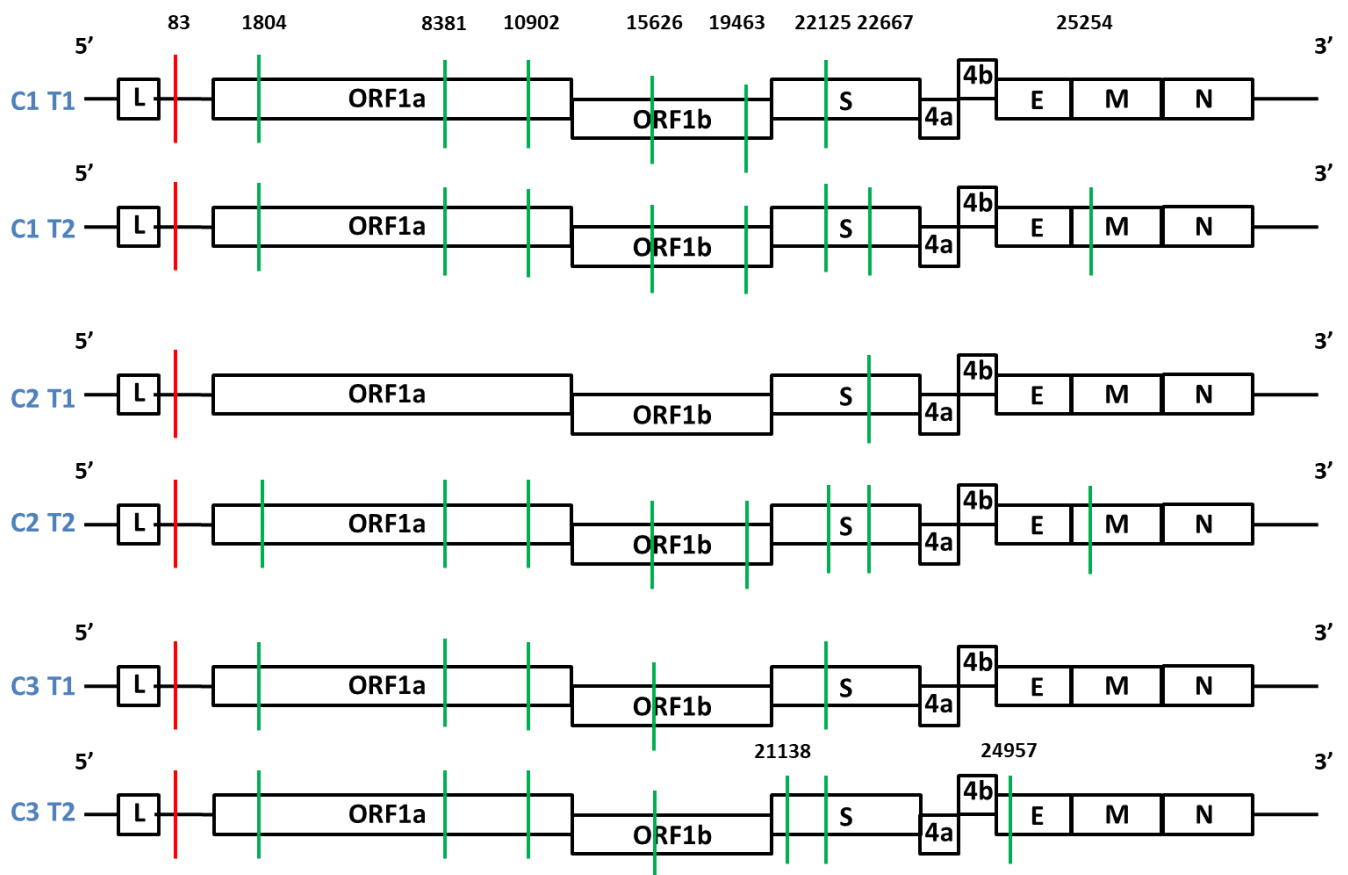 83 1804 8381 10902 15626 19463 22125 22667 25254
5’ 3’
4b
C1 T1 L ORF1a S E M N
ORF1b 4a
5’ 3’
4b
C1 T2 L ORF1a S E M N
ORF1b 4a
5’ 3’
4b
C2 T1 L ORF1a S E M N
ORF1b 4a
5’ 3’
4b
C2 T2 L ORF1a S E M N
ORF1b 4a
5’ 3’
4b
C3 T1 L ORF1a S E M N
ORF1b 4a
21138 24957
5’ 3’
4b
C3 T2 L ORF1a S E M N
ORF1b 4a